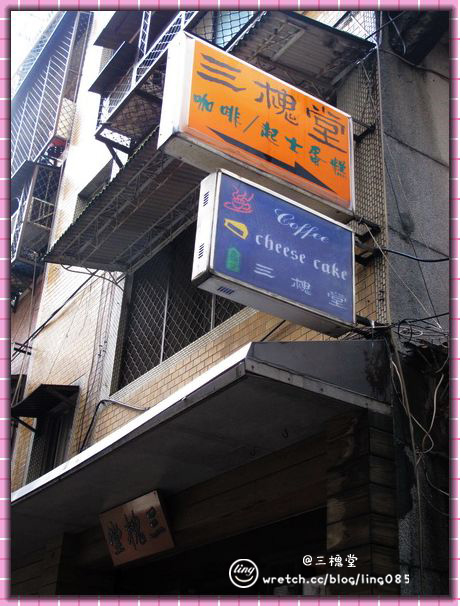 三槐堂
咖啡/起士蛋糕
Coffee
cheese cake
三槐堂
三槐堂
@三槐堂
ling
wretch.cc/blog/ling085